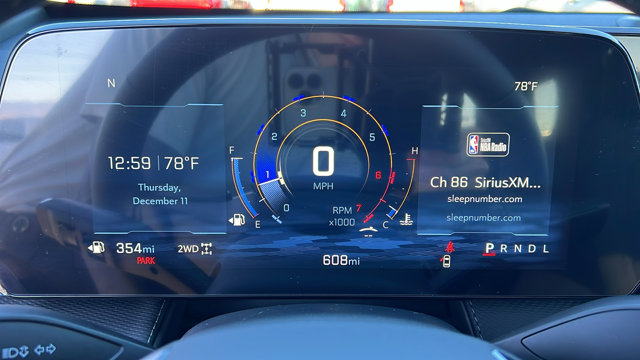 N
78°F
3 4
2 5
1 6
0 7
F
E
H
C
0
MPH
RPM
x1000
12:59 | 78°F
Thursday,
December 11
SiriusXM
NBA Radio
Ch 86 SiriusXM...
sleepnumber.com
sleepnumber.com
354mi
PARK
2WD
608mi
P R N D L